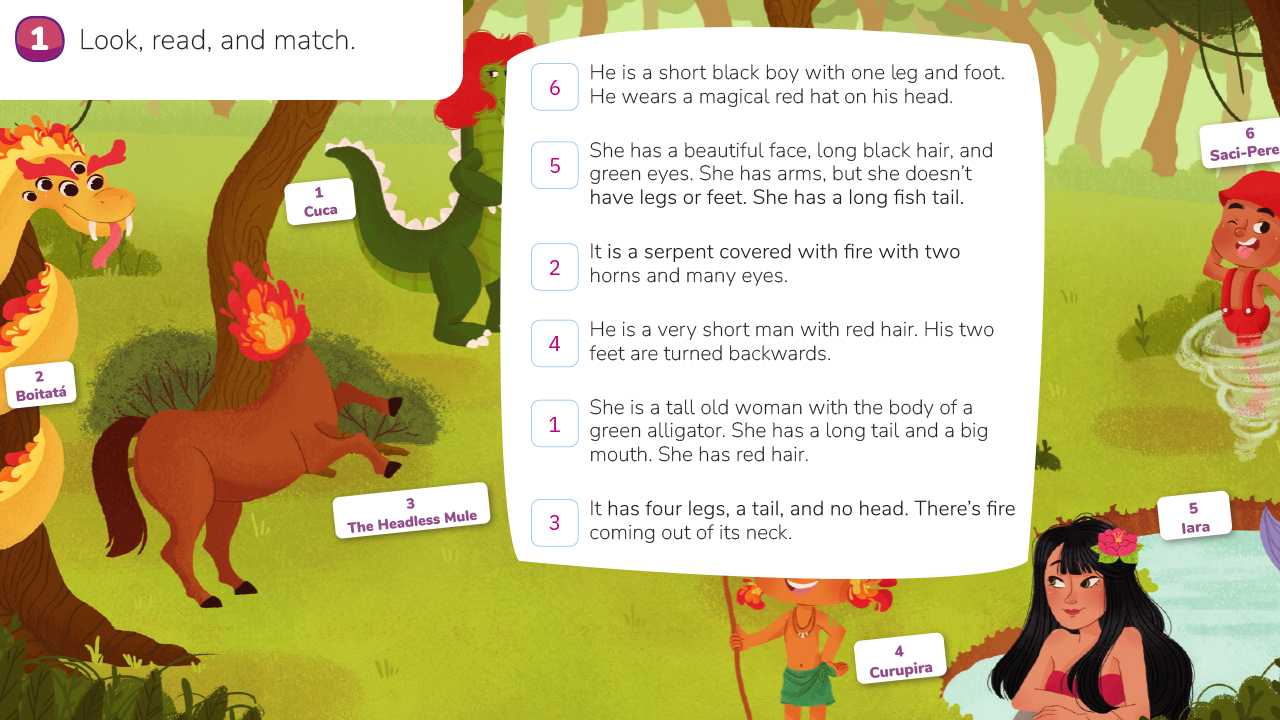 1 Look, read, and match.
6 He is a short black boy with one leg and foot.
He wears a magical red hat on his head.
5 She has a beautiful face, long black hair, and
green eyes. She has arms, but she doesn't
have legs or feet. She has a long fish tail.
2 It is a serpent covered with fire with two
horns and many eyes.
4 He is a very short man with red hair. His two
feet are turned backwards.
1 She is a tall old woman with the body of a
green alligator. She has a long tail and a big
mouth. She has red hair.
3 It has four legs, a tail, and no head. There's fire
coming out of its neck.
1
Cuca
2
Boitatá
3
The Headless Mule
4
Curupira
5
Iara
6
Saci-Pere